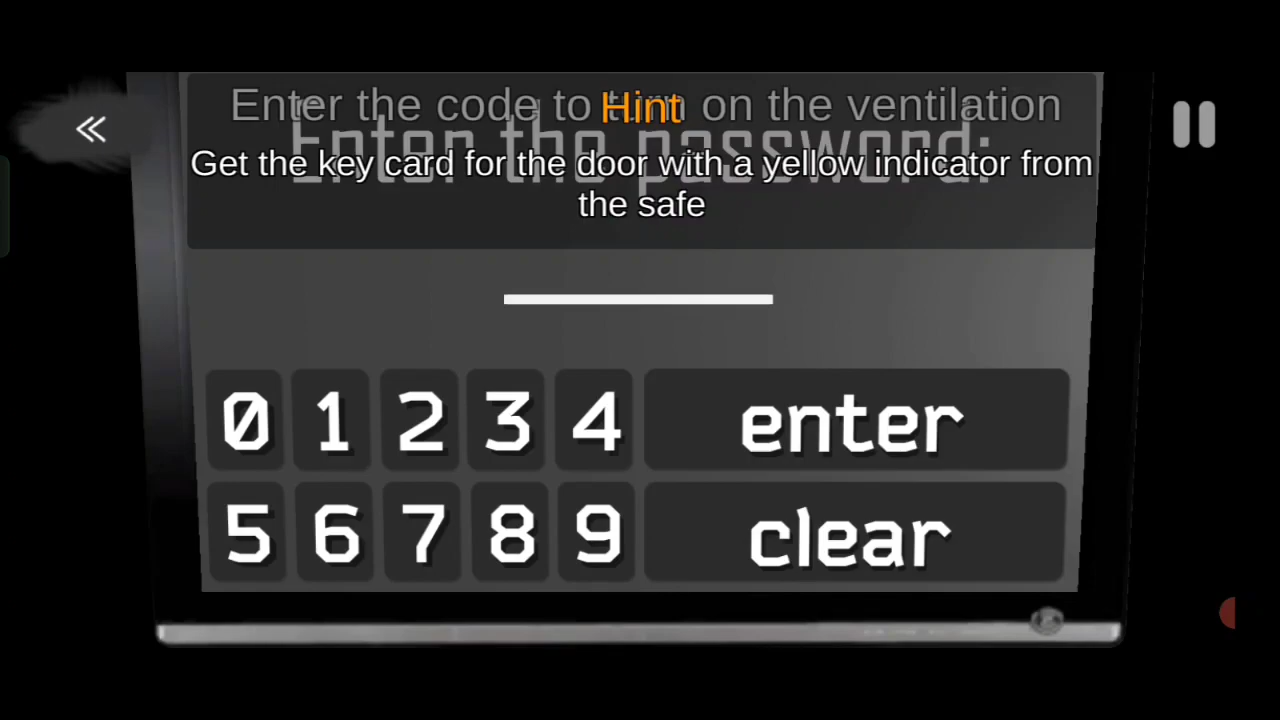 Enter the code to turn on the ventilation
Hint
Enter the password:
Get the key card for the door with a yellow indicator from
the safe
0 1 2 3 4 enter
5 6 7 8 9 clear